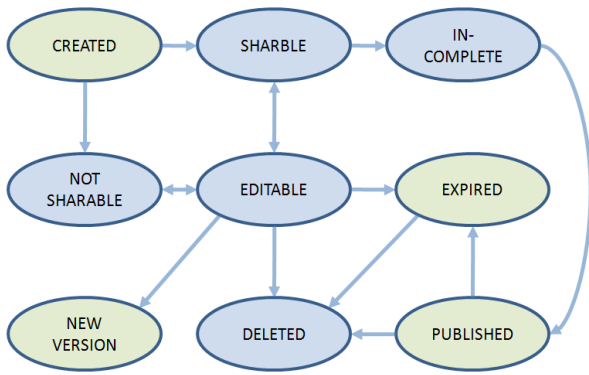 CREATED
SHARBLE
IN-
COMPLETE
NOT
SHARABLE
EDITABLE
EXPIRED
NEW
VERSION
DELETED
PUBLISHED